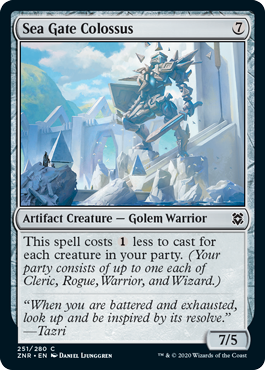 Sea Gate Colossus 7
Artifact Creature — Golem Warrior
This spell costs 1 less to cast for
each creature in your party. (Your
party consists of up to one each of
Cleric, Rogue, Warrior, and Wizard.)
“When you are battered and exhausted,
look up and be inspired by its resolve.”
—Tazri
7/5
251/280 C
ZNR • EN Daniel Ljunggren
™ & © 2020 Wizards of the Coast